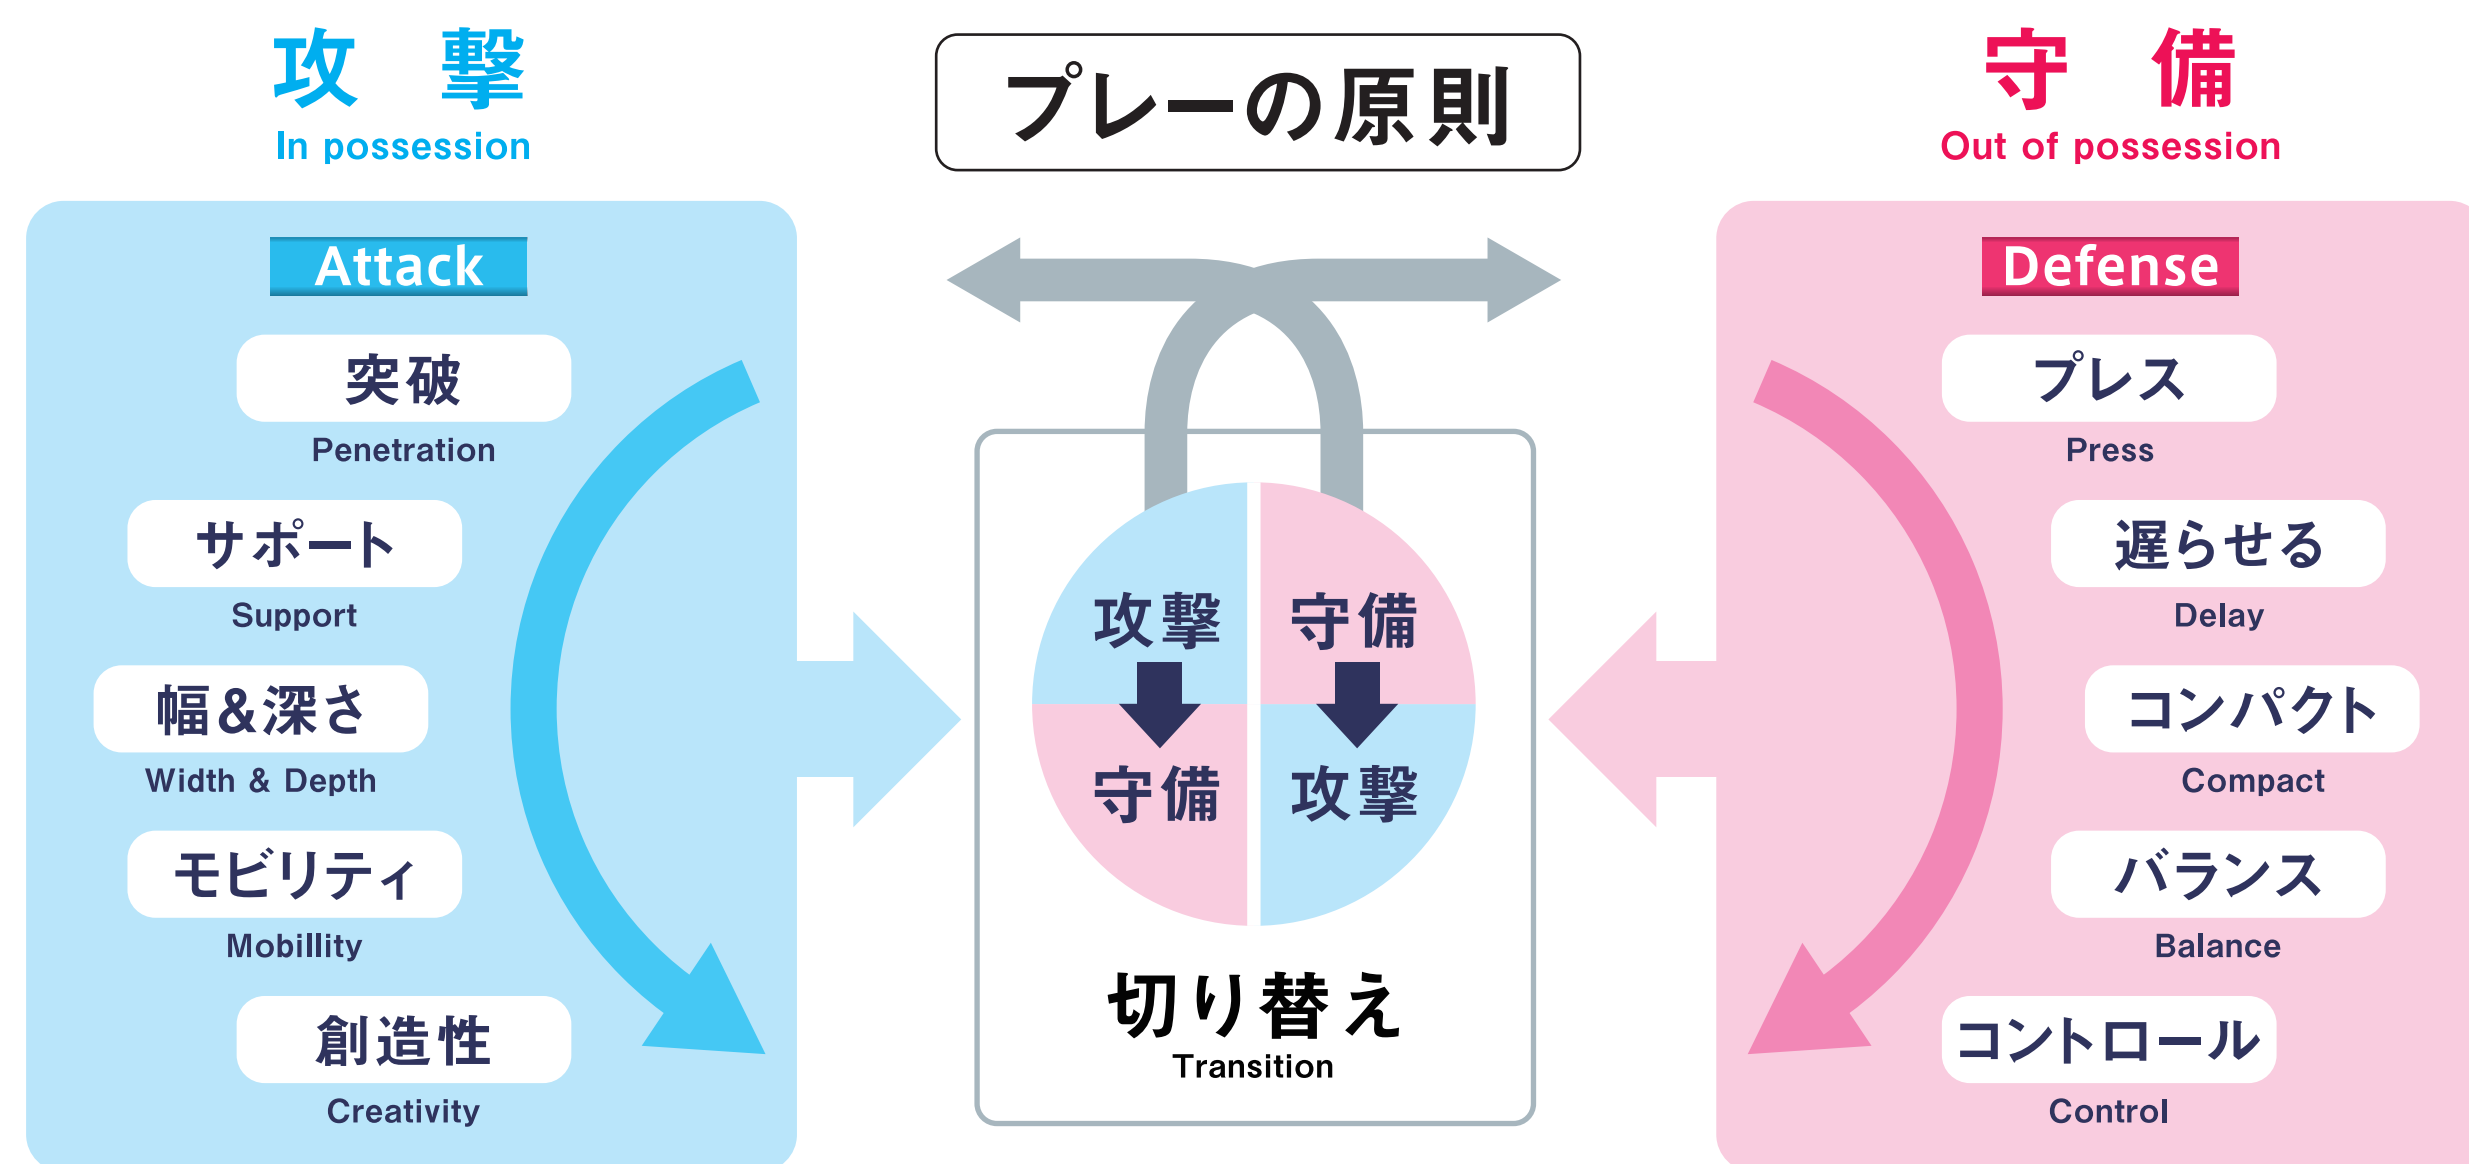 プレーの原則
攻撃
In possession
Attack
突破
Penetration
サポート
Support
幅&深さ
Width & Depth
モビリティ
Mobillity
創造性
Creativity
攻撃
守備
守備
攻撃
切り替え
Transition
守備
Out of possession
Defense
プレス
Press
遅らせる
Delay
コンパクト
Compact
バランス
Balance
コントロール
Control